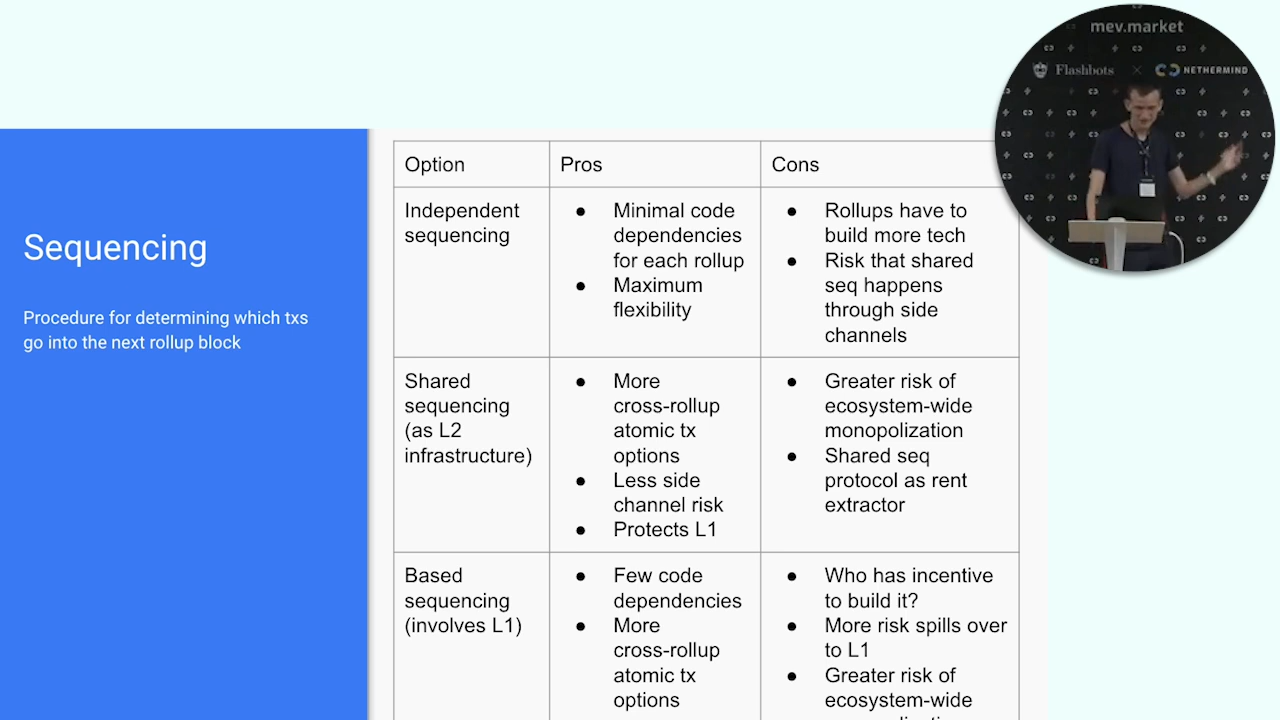 mev.market
Flashbots
NETHERMIND
Sequencing
Procedure for determining which txs
go into the next rollup block
Option
Pros
Cons
Independent
sequencing
● Minimal code
dependencies
for each rollup
● Maximum
flexibility
● Rollups have to
build more tech
● Risk that shared
seq happens
through side
channels
Shared
sequencing
(as L2
infrastructure)
● More
cross-rollup
atomic tx
options
● Less side
channel risk
● Protects L1
● Greater risk of
ecosystem-wide
monopolization
● Shared seq
protocol as rent
extractor
Based
sequencing
(involves L1)
● Few code
dependencies
● More
cross-rollup
atomic tx
options
● Who has incentive
to build it?
● More risk spills over
to L1
● Greater risk of
ecosystem-wide